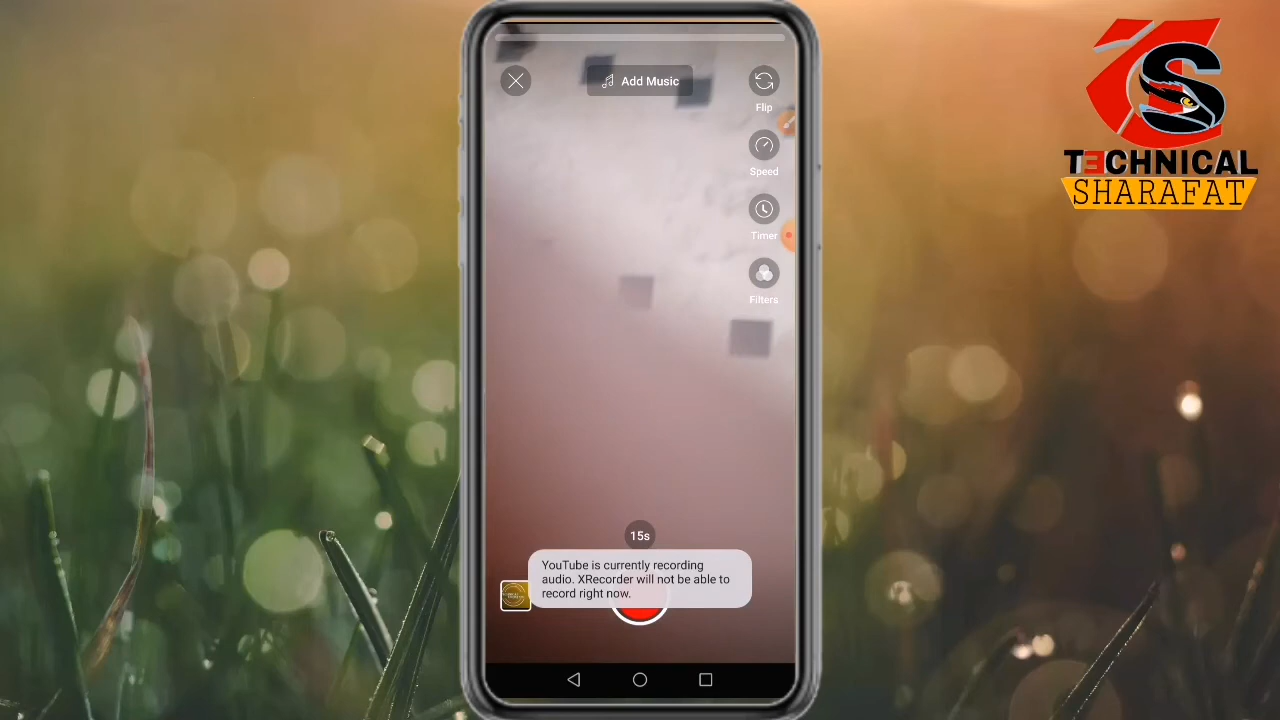 Add Music
Flip
Speed
Timer
Filters
15s
YouTube is currently recording
audio. XRecorder will not be able to
record right now.
TECHNICAL
SHARAFAT